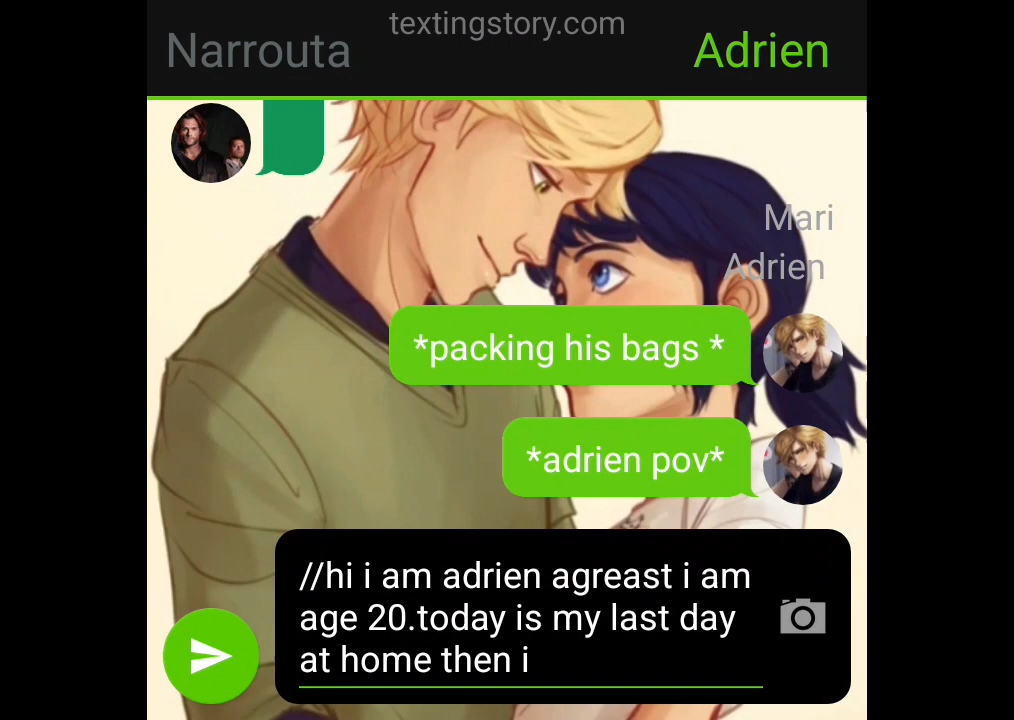 textingstory.com
Narrouta
Adrien
Mari
Adrien
*packing his bags *
*adrien pov*
//hi i am adrien agreast i am
age 20.today is my last day
at home then i